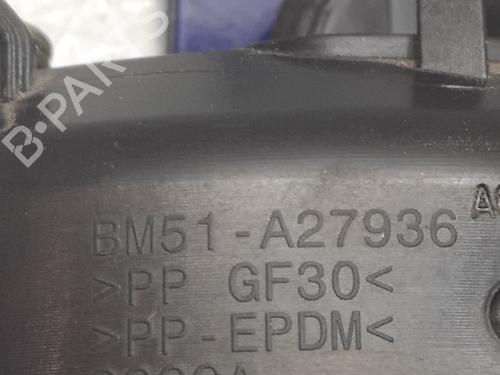 B-PARTS
BM51-A27936
>PP GF30<
>PP-EPDM<